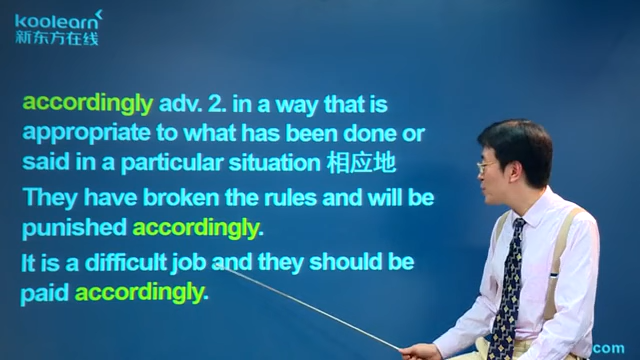 koolearn
新东方在线
accordingly adv. 2. in a way that is
appropriate to what has been done or
said in a particular situation 相应地
They have broken the rules and will be
punished accordingly.
It is a difficult job and they should be
paid accordingly.
.com